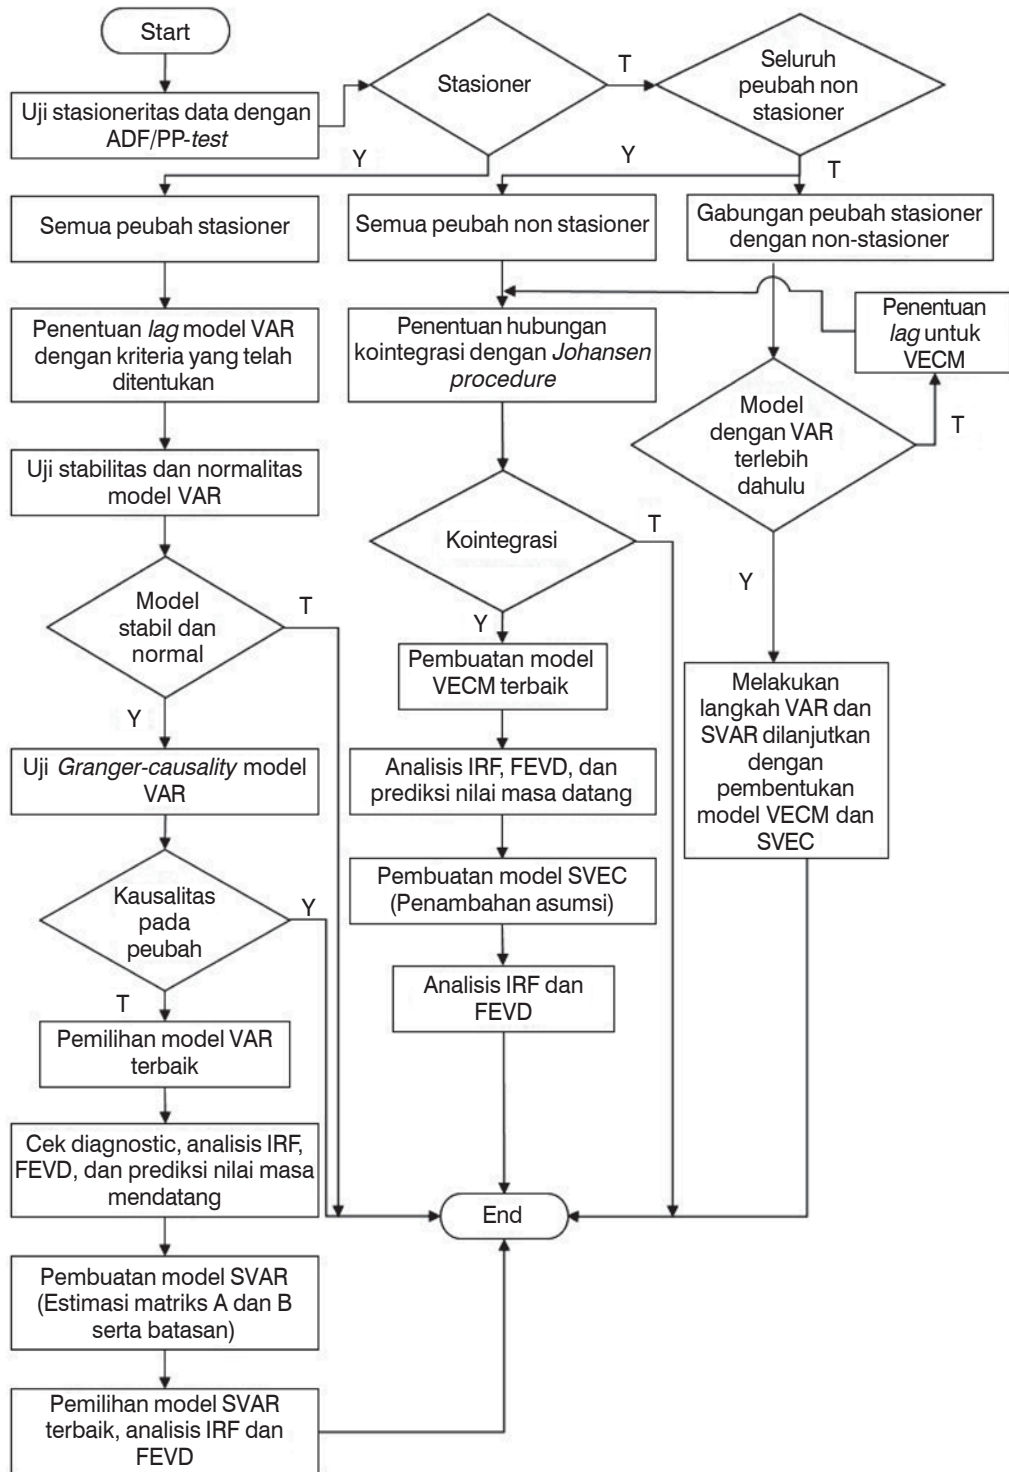 Start
Uji stasioneritas data dengan
ADF/PP-test
Stasioner
T
Seluruh
peubah non
stasioner
Y
Y
T
Semua peubah stasioner
Semua peubah non stasioner
Gabungan peubah stasioner
dengan non-stasioner
Penentuan lag model VAR
dengan kriteria yang telah
ditentukan
Penentuan hubungan
kointegrasi dengan Johansen
procedure
Penentuan
lag untuk
VECM
Model
dengan VAR
terlebih
dahulu
T
Uji stabilitas dan normalitas
model VAR
Kointegrasi
T
Y
Model
stabil dan
normal
T
Y
Y
Pembuatan model
VECM terbaik
Melakukan
langkah VAR dan
SVAR dilanjutkan
dengan
pembentukan
model VECM dan
SVEC
Uji Granger-causality model
VAR
Analisis IRF, FEVD, dan
prediksi nilai masa datang
Kausalitas
pada
peubah
Y
T
Pembuatan model SVEC
(Penambahan asumsi)
Analisis IRF dan
FEVD
Pemilihan model VAR
terbaik
Cek diagnostic, analisis IRF,
FEVD, dan prediksi nilai masa
mendatang
End
Pembuatan model SVAR
(Estimasi matriks A dan B
serta batasan)
Pemilihan model SVAR
terbaik, analisis IRF dan
FEVD